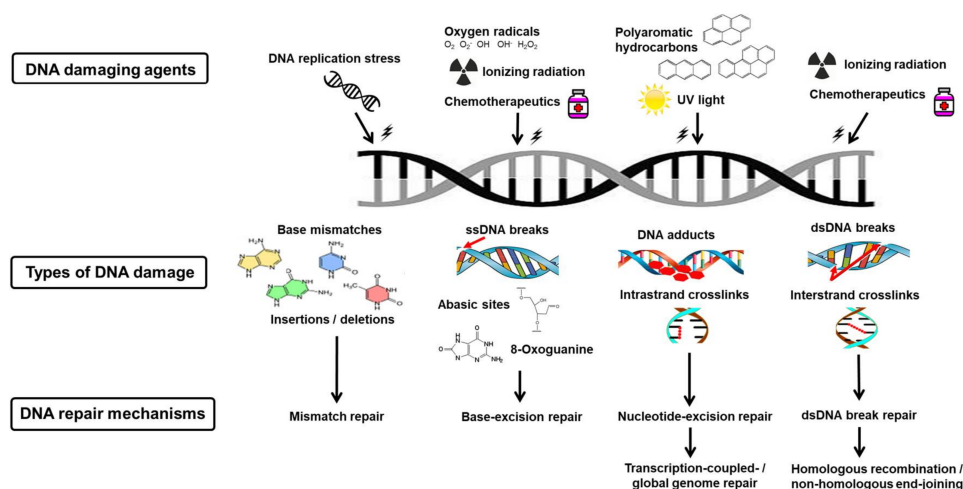 DNA damaging agents
DNA replication stress
Oxygen radicals
O₂ O₂⁻ OH OH⁻ H₂O₂
Ionizing radiation
Chemotherapeutics
Polyaromatic
hydrocarbons
UV light
Ionizing radiation
Chemotherapeutics
Types of DNA damage
Base mismatches
Insertions / deletions
ssDNA breaks
Abasic sites
8-Oxoguanine
DNA adducts
Intrastrand crosslinks
dsDNA breaks
Interstrand crosslinks
DNA repair mechanisms
Mismatch repair
Base-excision repair
Nucleotide-excision repair
Transcription-coupled- /
global genome repair
dsDNA break repair
Homologous recombination /
non-homologous end-joining